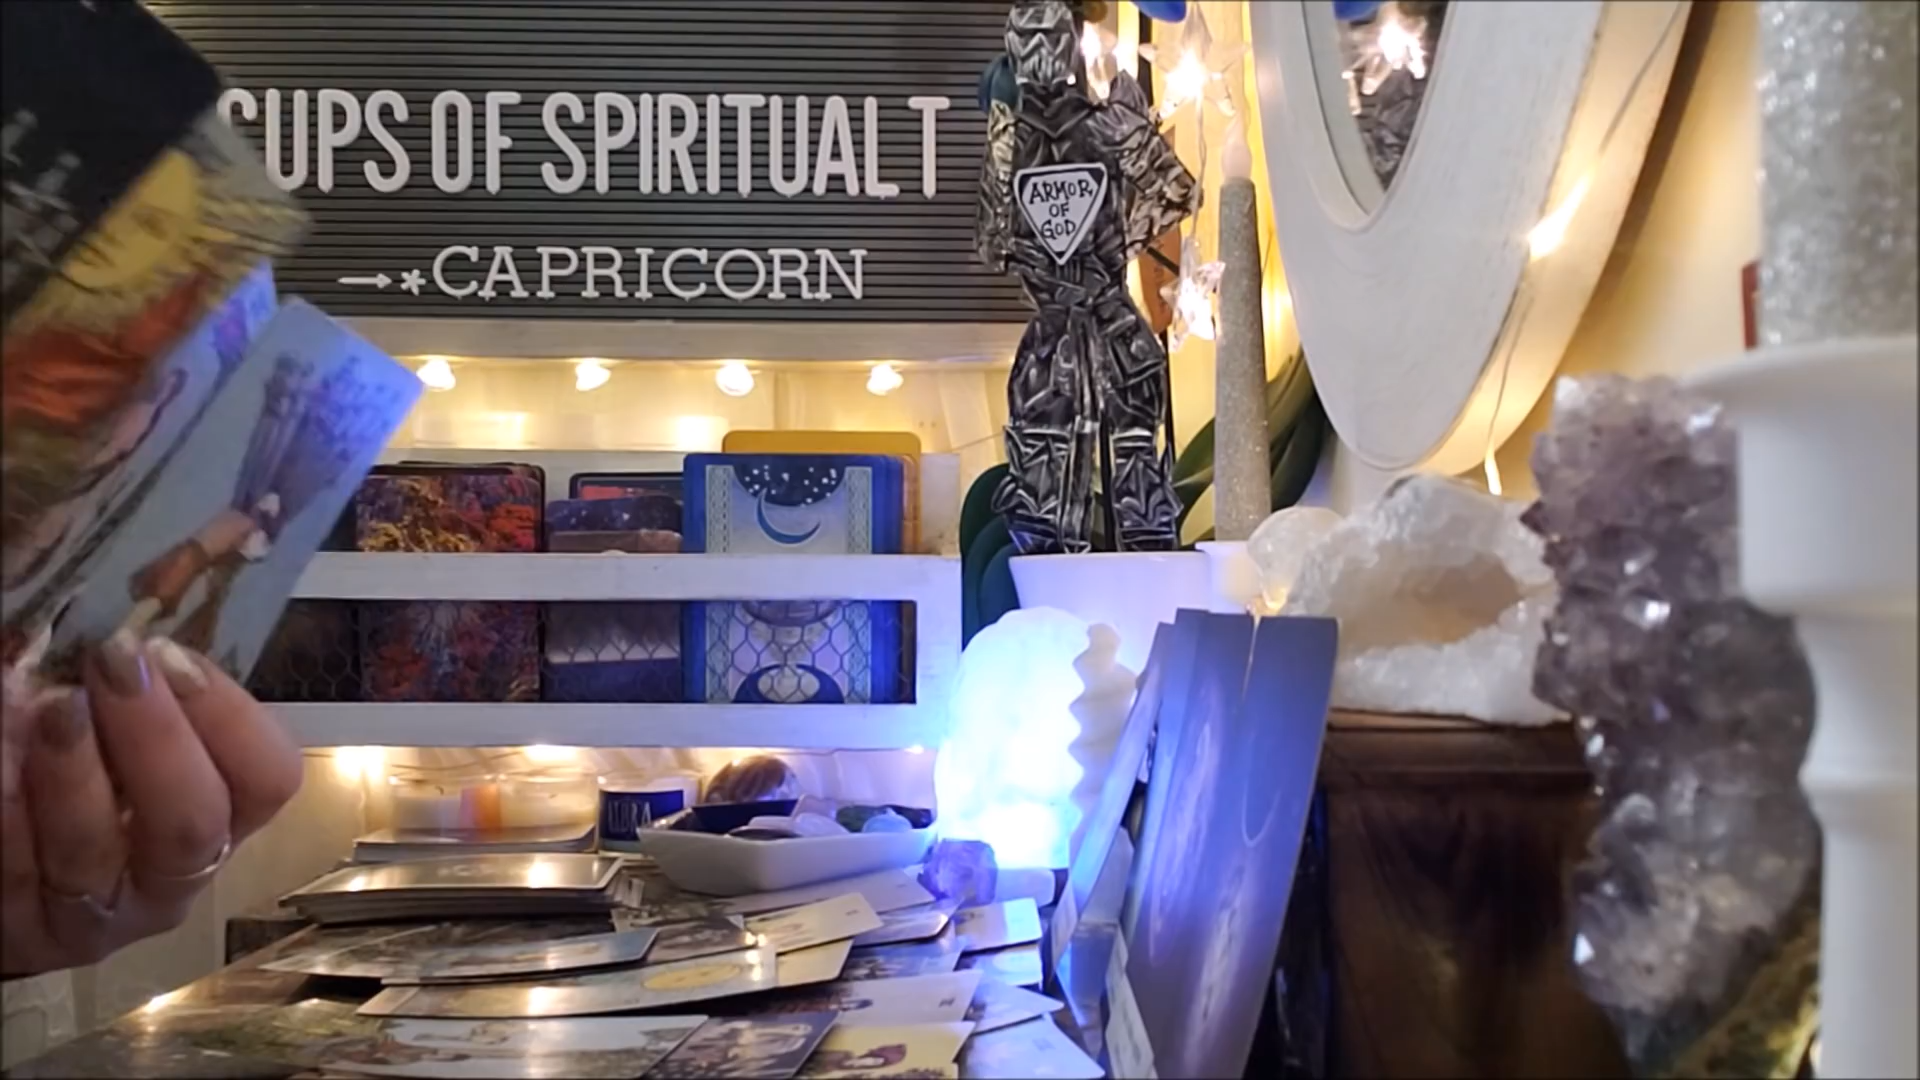 CUPS OF SPIRITUAL T
→*CAPRICORN
ARMOR
OF
GOD